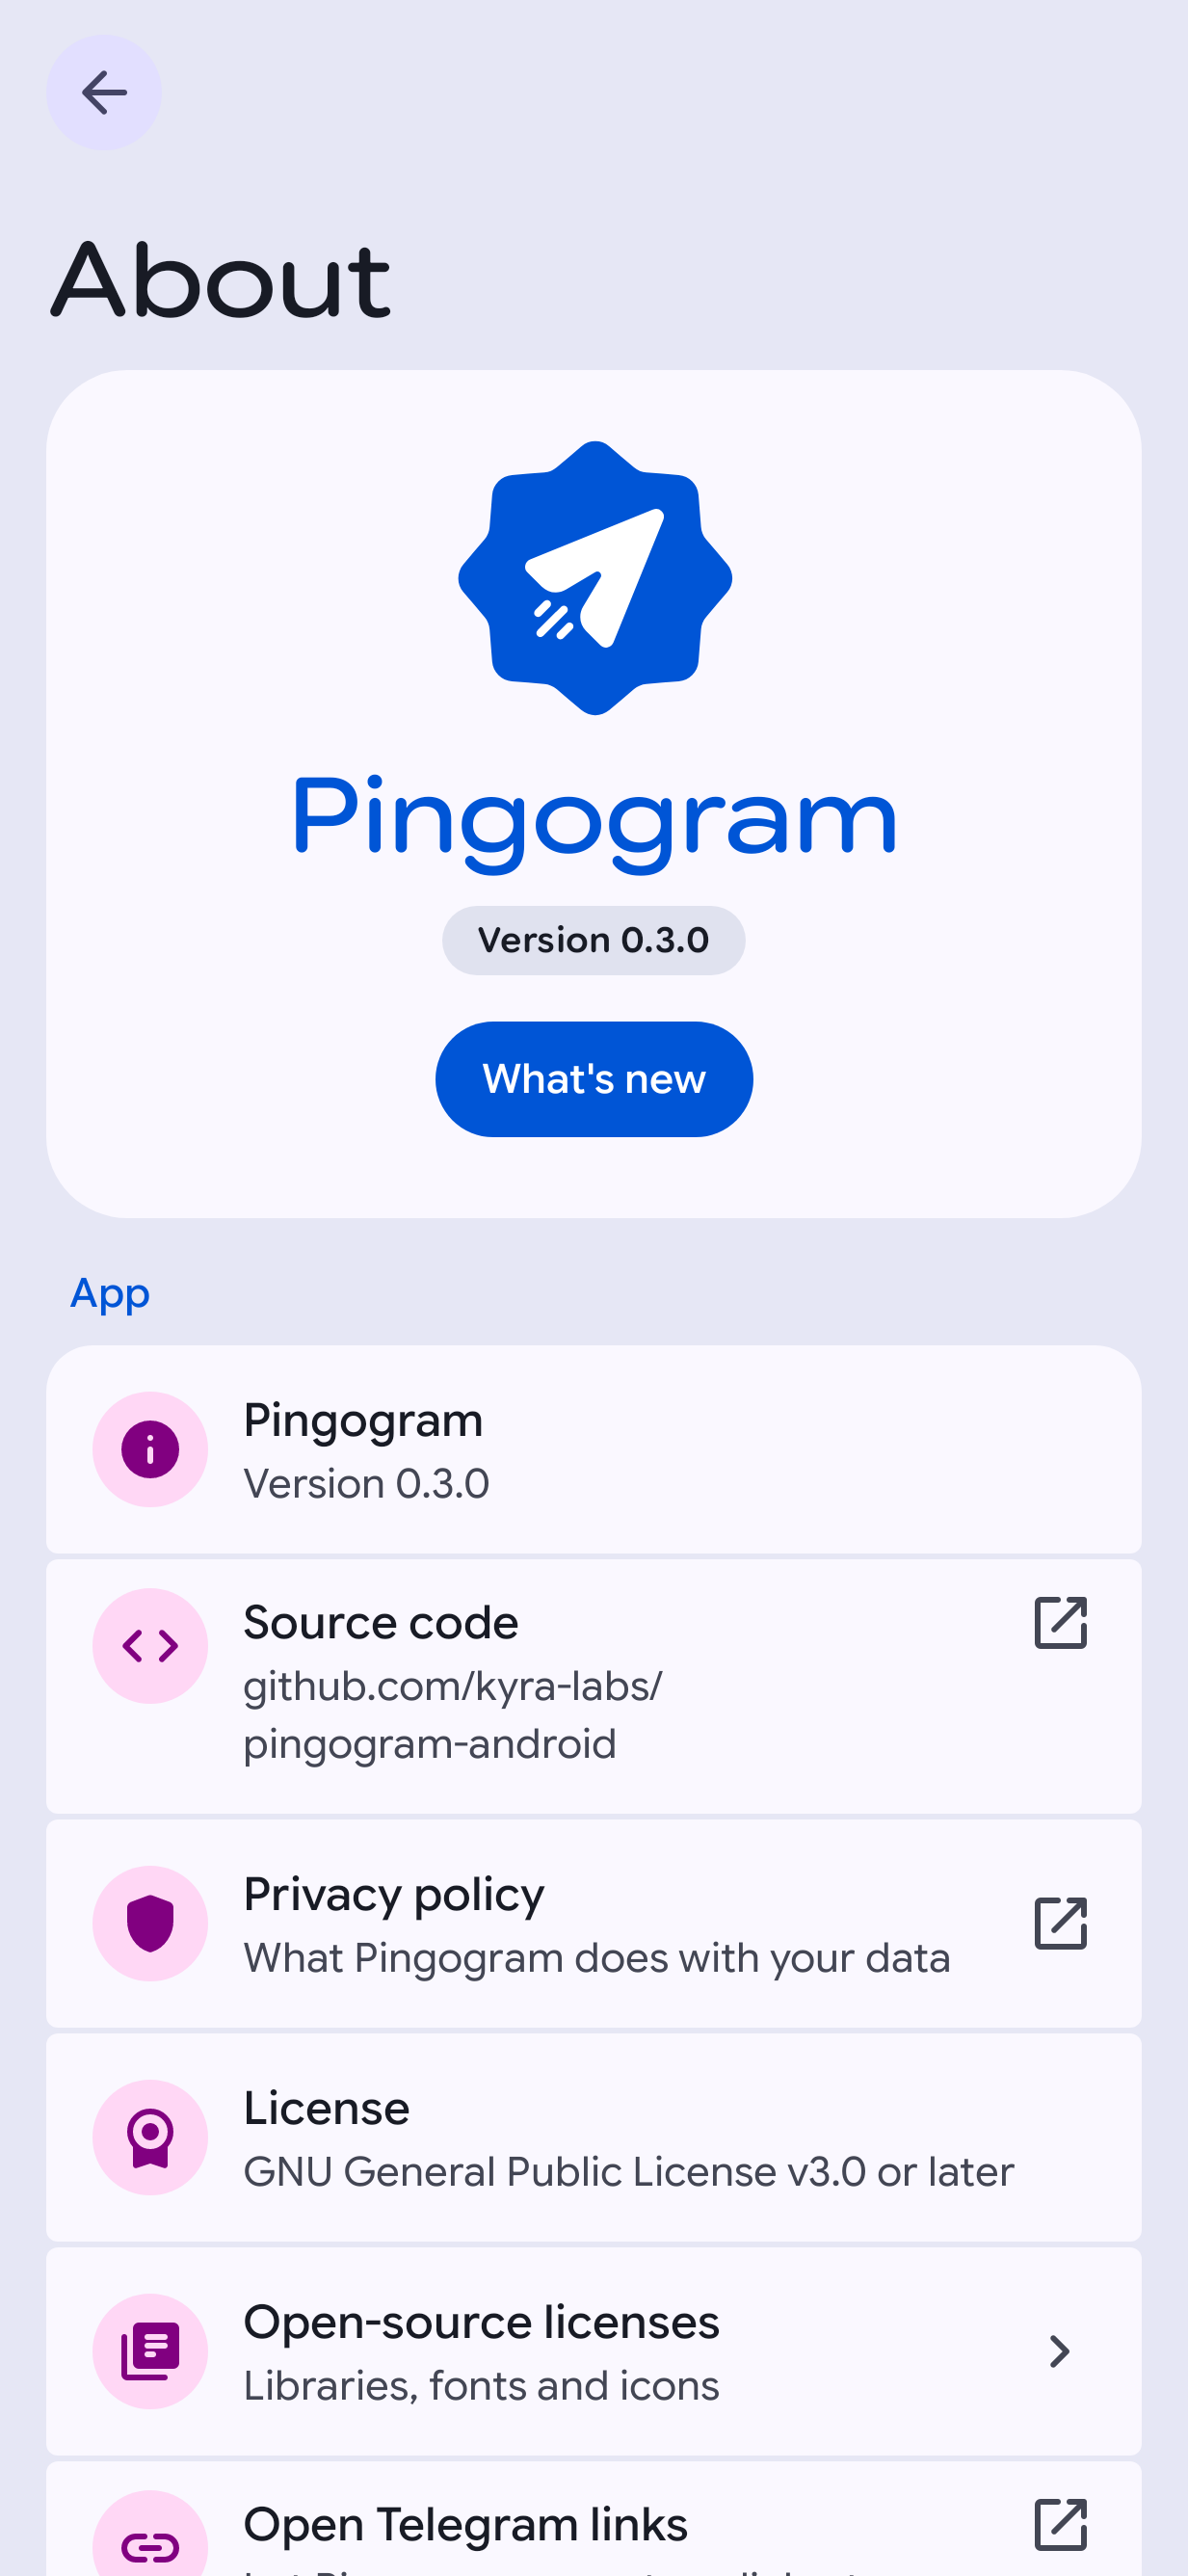 About
Pingogram
Version 0.3.0
What's new
App
Pingogram
Version 0.3.0
Source code
github.com/kyra-labs/
pingogram-android
Privacy policy
What Pingogram does with your data
License
GNU General Public License v3.0 or later
Open-source licenses
Libraries, fonts and icons
Open Telegram links